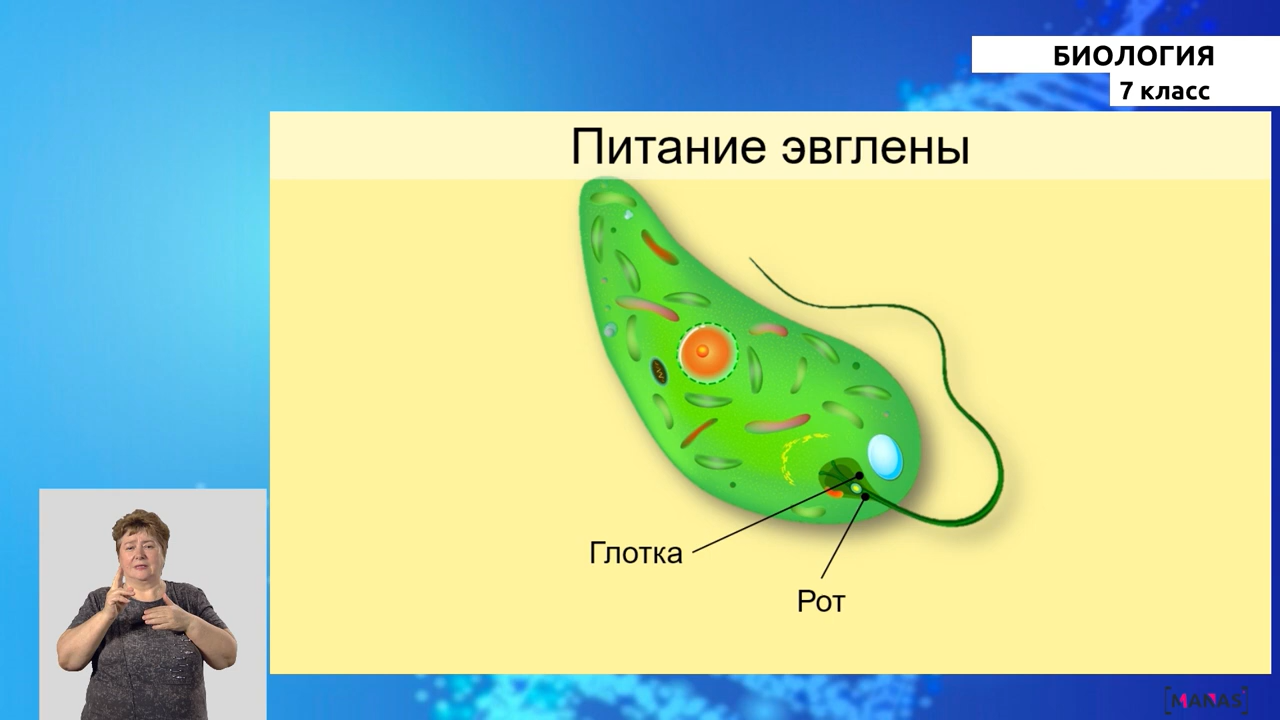 БИОЛОГИЯ
7 класс
Питание эвглены
Глотка
Рот
MANAS